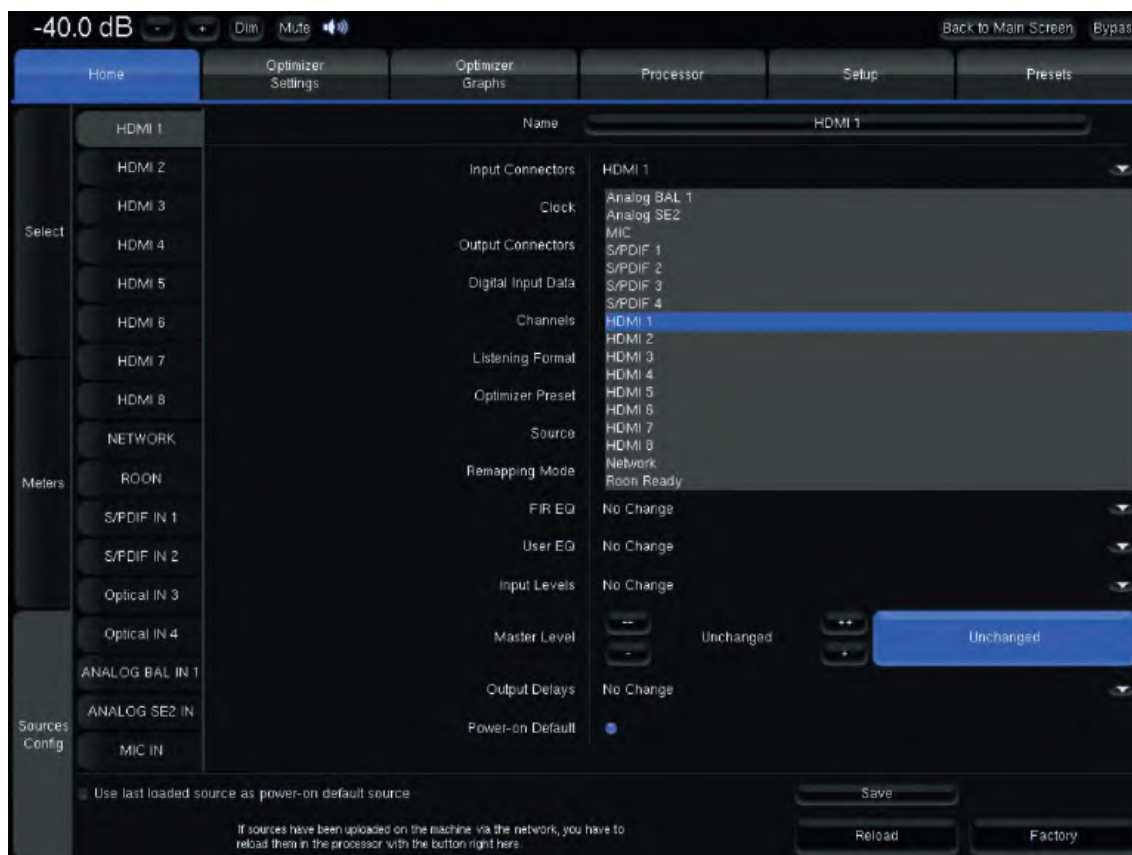 -40.0 dB - + Dim Mute Back to Main Screen Bypas
Home Optimizer Settings Optimizer Graphs Processor Setup Presets
Select
Meters
Sources Config
HDMI 1
HDMI 2
HDMI 3
HDMI 4
HDMI 5
HDMI 6
HDMI 7
HDMI 8
NETWORK
ROON
S/PDIF IN 1
S/PDIF IN 2
Optical IN 3
Optical IN 4
ANALOG BAL IN 1
ANALOG SE2 IN
MIC IN
Name HDMI 1
Input Connectors HDMI 1
Clock
Output Connectors
Digital Input Data
Channels
Listening Format
Optimizer Preset
Source
Remapping Mode
Analog BAL 1
Analog SE2
MIC
S/PDIF 1
S/PDIF 2
S/PDIF 3
S/PDIF 4
HDMI 1
HDMI 2
HDMI 3
HDMI 4
HDMI 5
HDMI 6
HDMI 7
HDMI 8
Network
Roon Ready
FIR EQ No Change
User EQ No Change
Input Levels No Change
Master Level -- - Unchanged ++ + Unchanged
Output Delays No Change
Power-on Default
Use last loaded source as power-on default source
Save
If sources have been uploaded on the machine via the network, you have to
reload them in the processor with the button right here.
Reload Factory